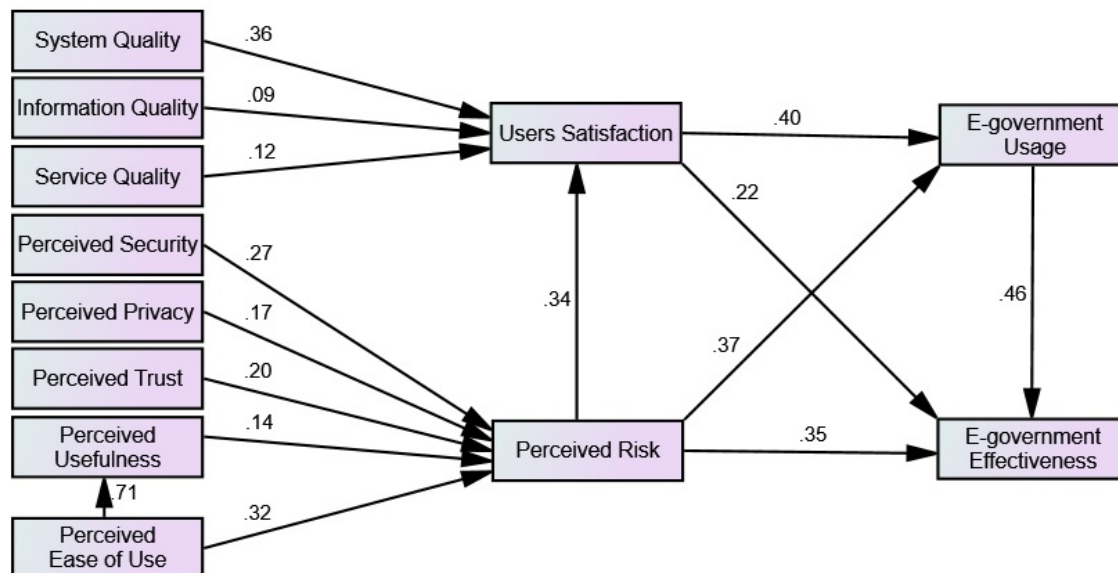 System Quality
.36
Information Quality
.09
Users Satisfaction
.40
E-government
Usage
Service Quality
.12
.22
Perceived Security
.27
.34
.46
Perceived Privacy
.17
.37
Perceived Trust
.20
Perceived
Usefulness
.14
Perceived Risk
.35
E-government
Effectiveness
.71
Perceived
Ease of Use
.32